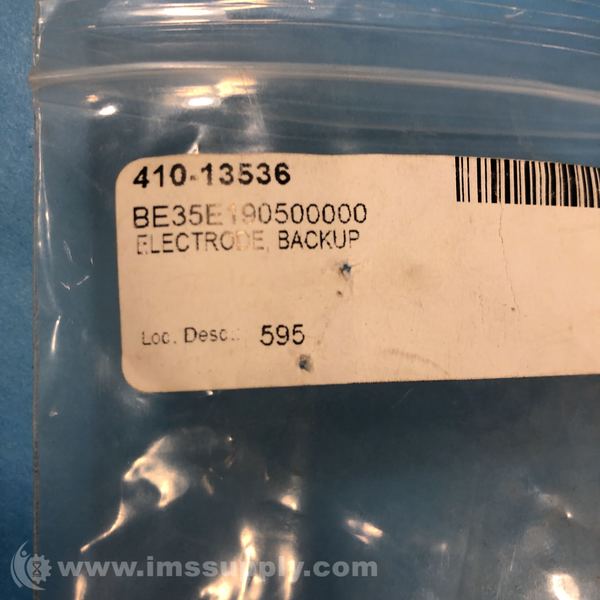 410-13536
BE35E190500000
ELECTRODE, BACKUP
Loc. Desc.: 595
www.imssupply.com